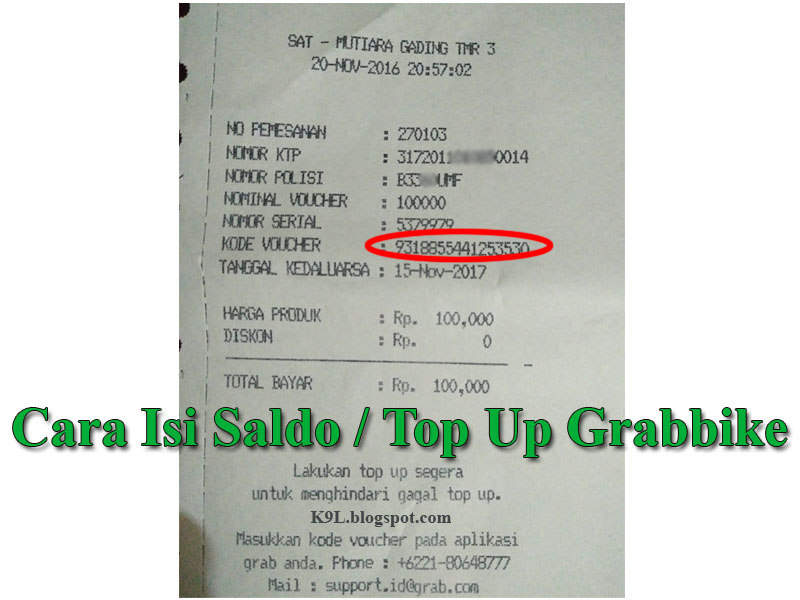 SAT - MUTIARA GADING TMR 3
20-NOV-2016 20:57:02
NO PEMESANAN : 270103
NOMOR KTP : 317201 0014
NOMOR POLISI : B33 UMF
NOMINAL VOUCHER : 100000
NOMOR SERIAL : 5379979
KODE VOUCHER : 9318855441253530
TANGGAL KEDALUARSA : 15-Nov-2017
HARGA PRODUK : Rp. 100,000
DISKON : Rp. 0
TOTAL BAYAR : Rp. 100,000
Cara Isi Saldo / Top Up Grabbike
Lakukan top up segera
untuk menghindari gagal top up.
K9L.blogspot.com
Masukkan kode voucher pada aplikasi
grab anda. Phone : +6221-80648777
Mail : support.id@grab.com